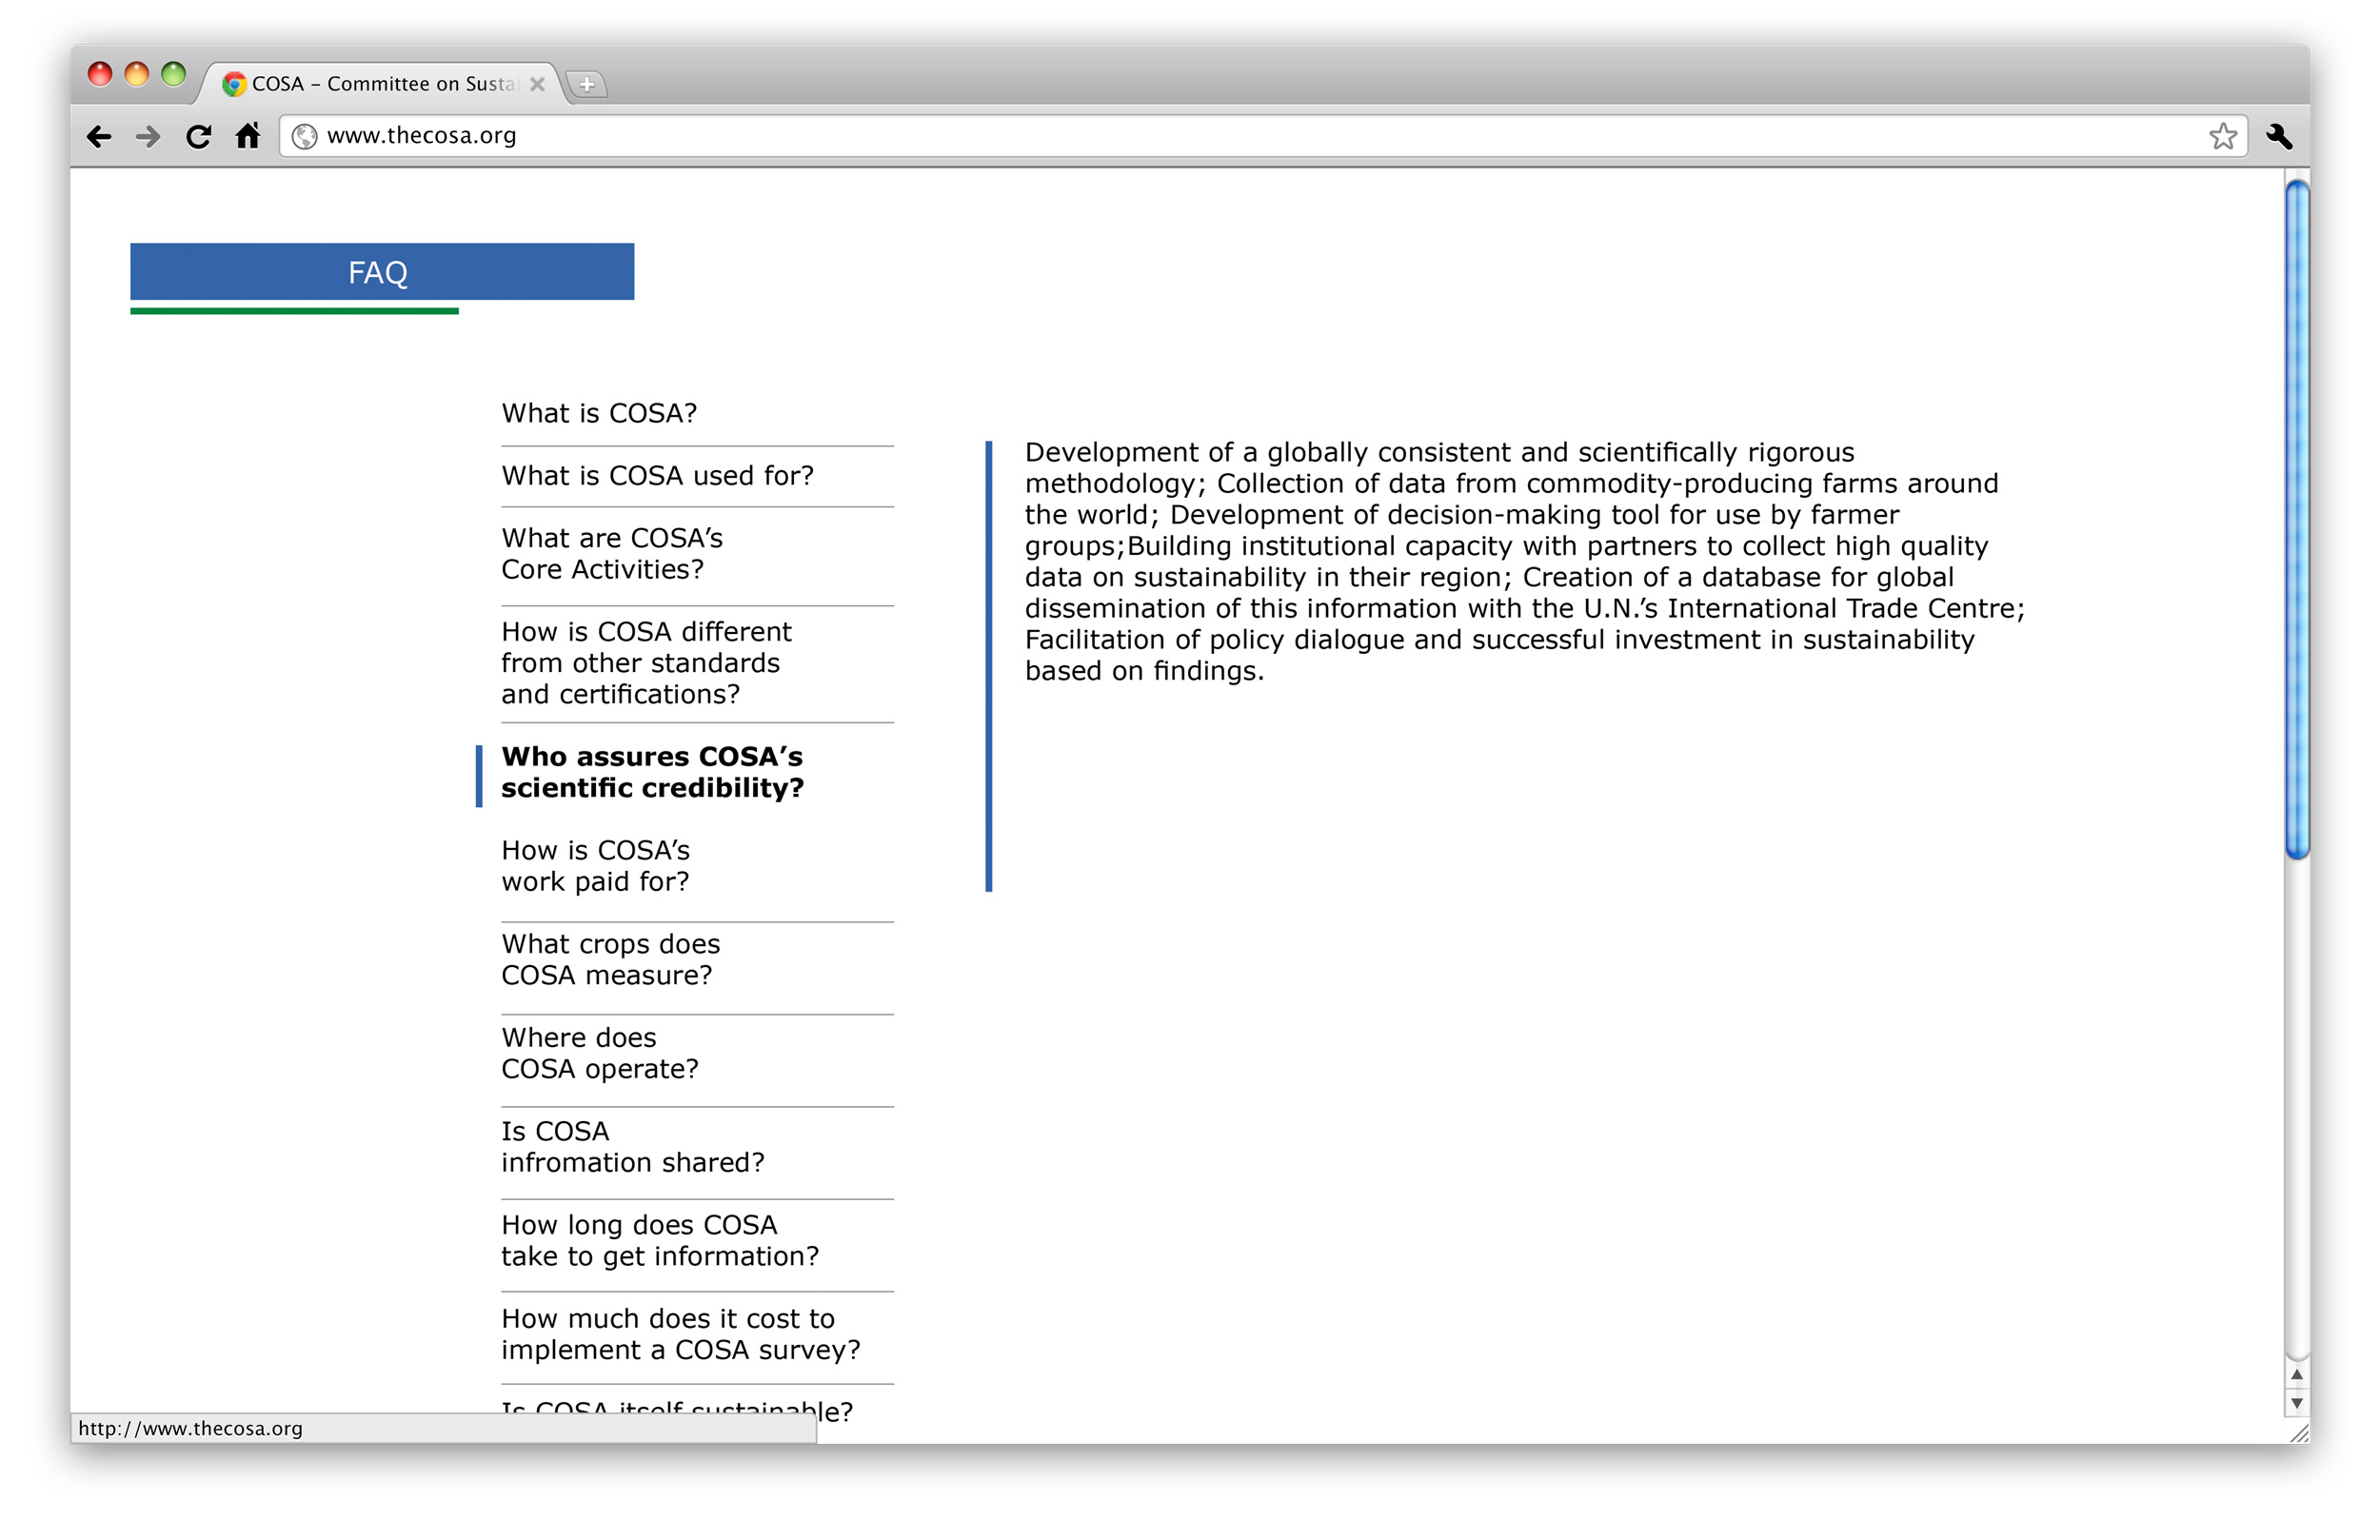 COSA – Committee on Susta
www.thecosa.org
FAQ
What is COSA?
What is COSA used for?
What are COSA’s
Core Activities?
How is COSA different
from other standards
and certifications?
Who assures COSA’s
scientific credibility?
How is COSA’s
work paid for?
What crops does
COSA measure?
Where does
COSA operate?
Is COSA
infromation shared?
How long does COSA
take to get information?
How much does it cost to
implement a COSA survey?
Is COSA itself sustainable?
Development of a globally consistent and scientifically rigorous
methodology; Collection of data from commodity-producing farms around
the world; Development of decision-making tool for use by farmer
groups;Building institutional capacity with partners to collect high quality
data on sustainability in their region; Creation of a database for global
dissemination of this information with the U.N.’s International Trade Centre;
Facilitation of policy dialogue and successful investment in sustainability
based on findings.
http://www.thecosa.org